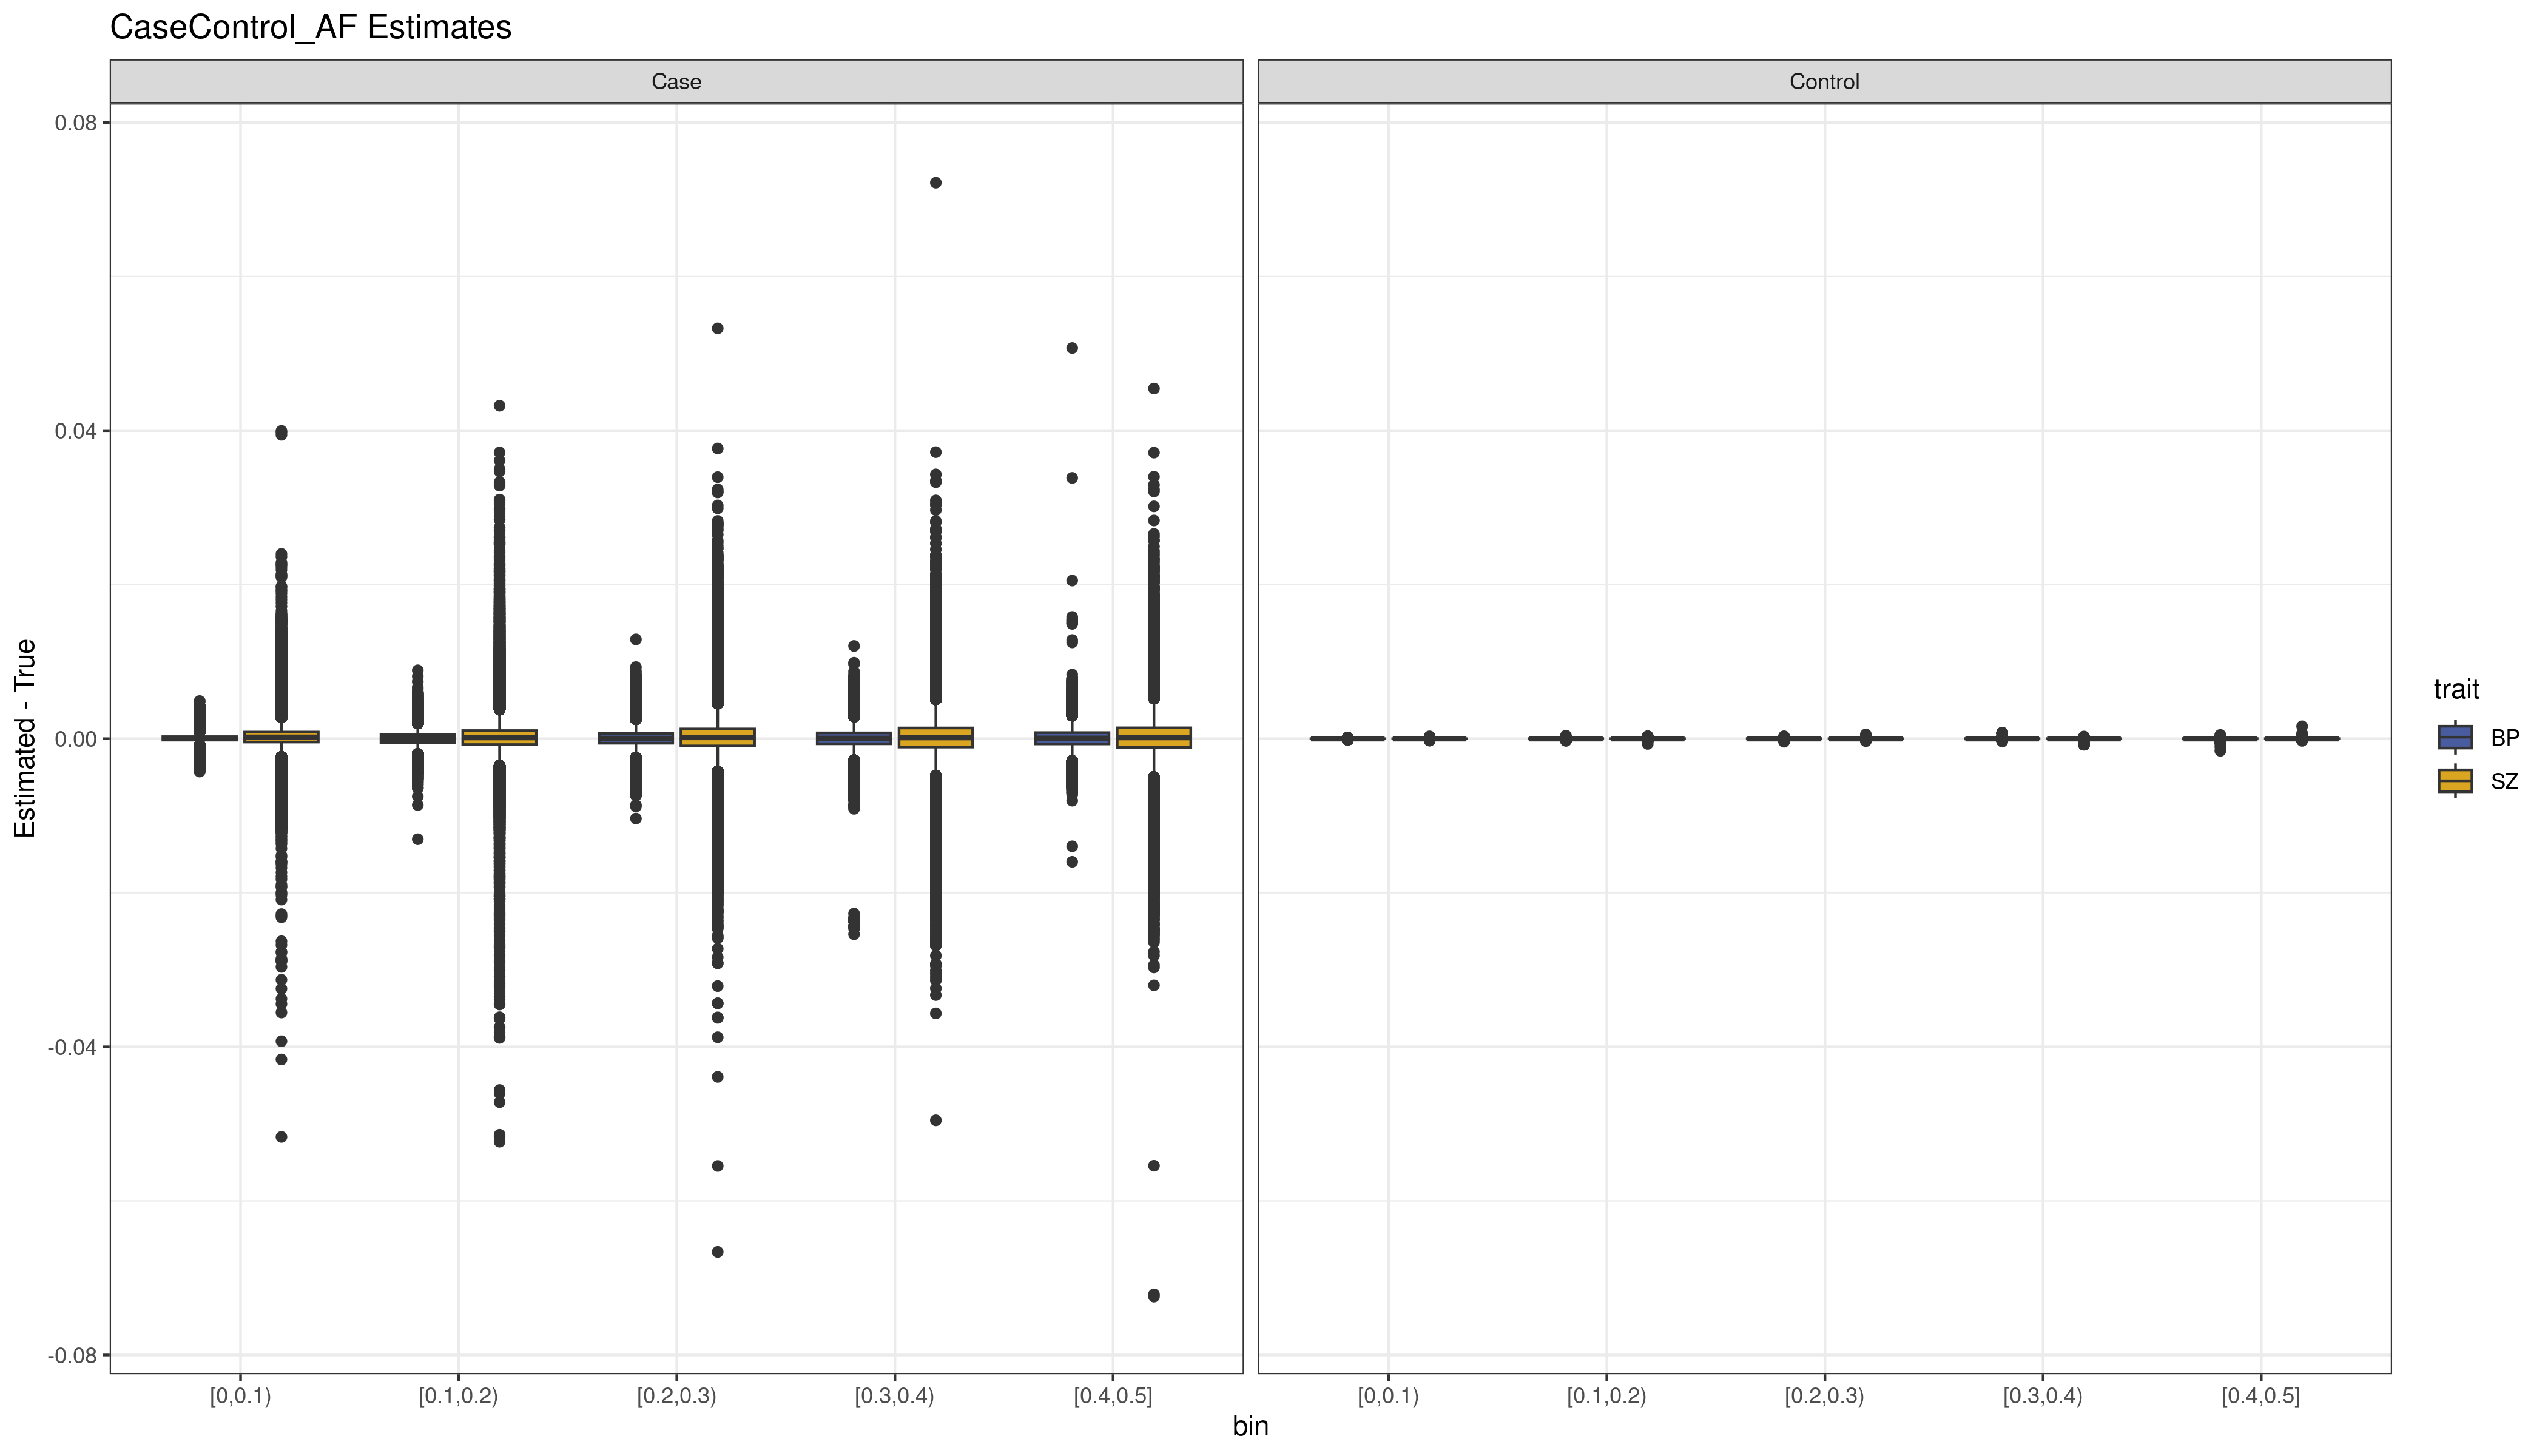 CaseControl_AF Estimates
Case
Control
0.08
0.04
0.00
-0.04
-0.08
Estimated - True
[0,0.1)
[0.1,0.2)
[0.2,0.3)
[0.3,0.4)
[0.4,0.5]
[0,0.1)
[0.1,0.2)
[0.2,0.3)
[0.3,0.4)
[0.4,0.5]
bin
trait
BP
SZ